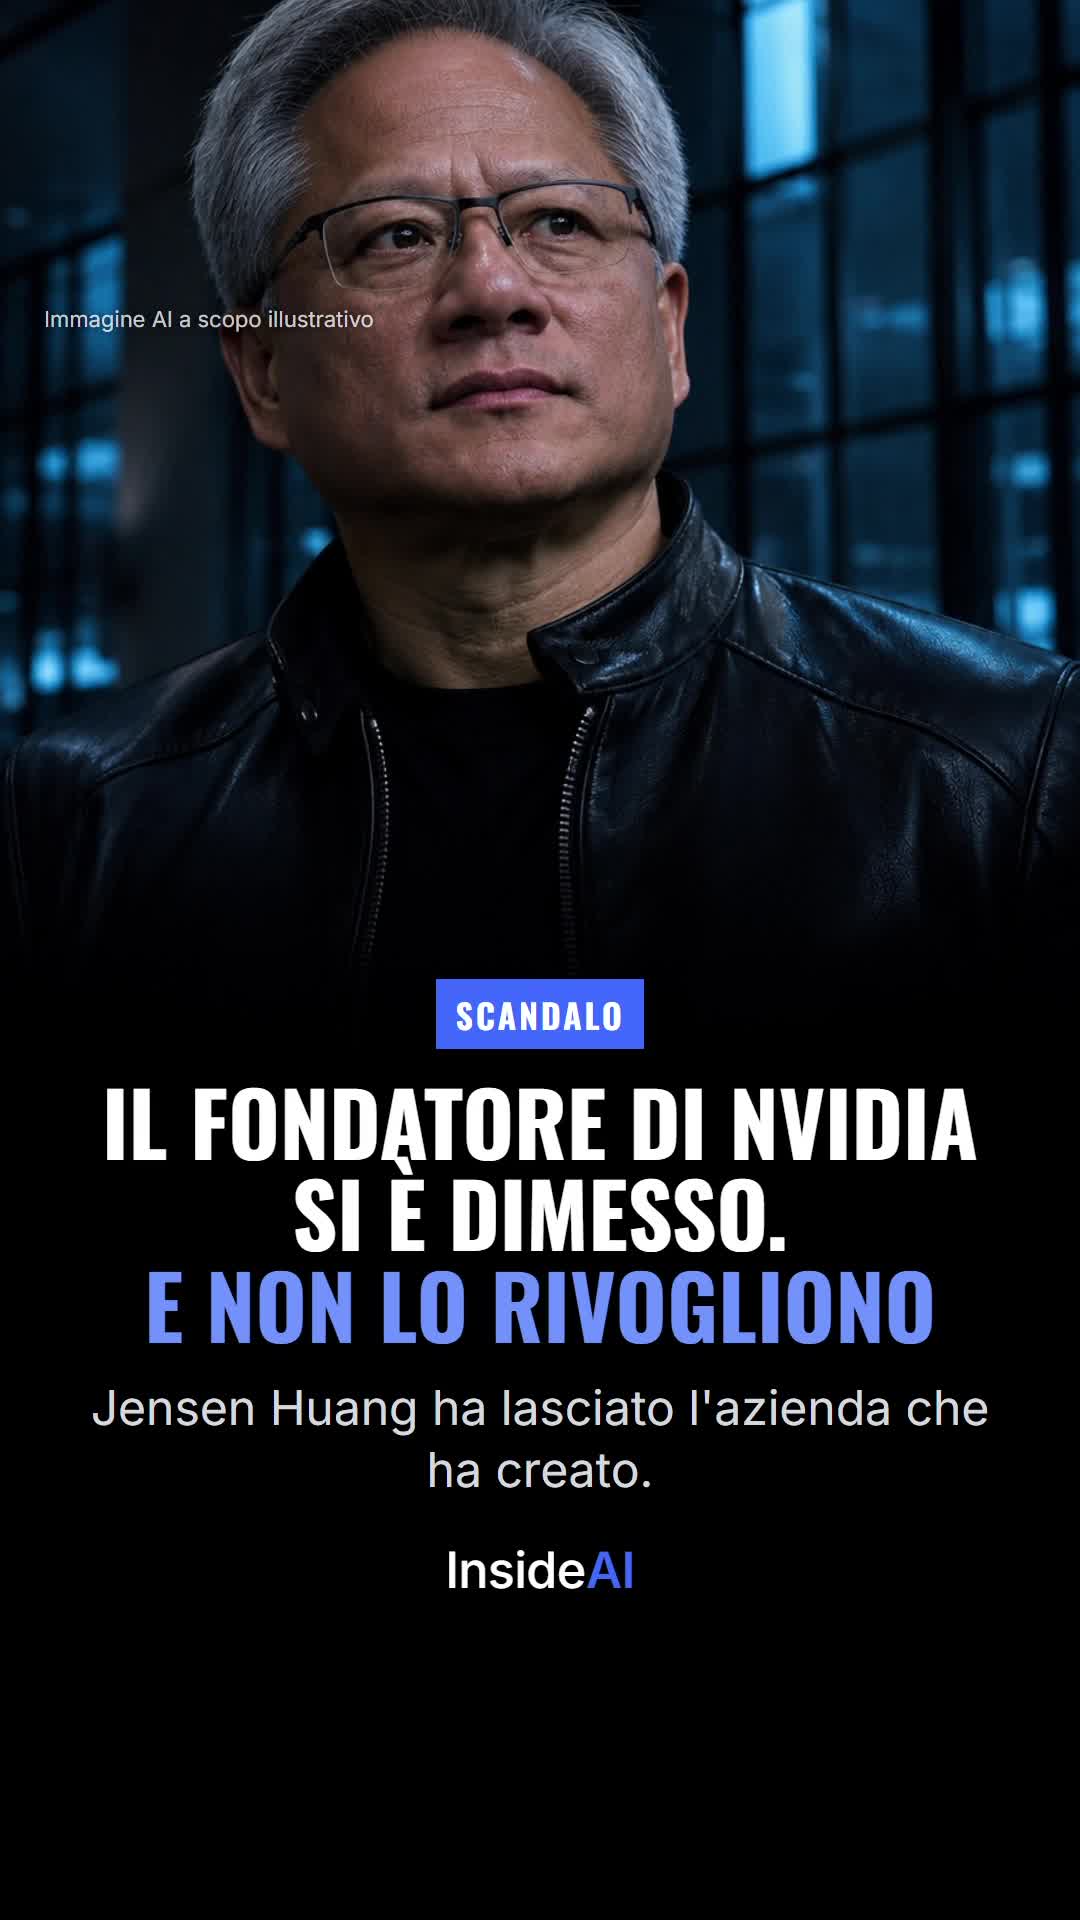 Immagine AI a scopo illustrativo
SCANDALO
IL FONDATORE DI NVIDIA
SI È DIMESSO.
E NON LO RIVOGLIONO
Jensen Huang ha lasciato l'azienda che
ha creato.
InsideAI